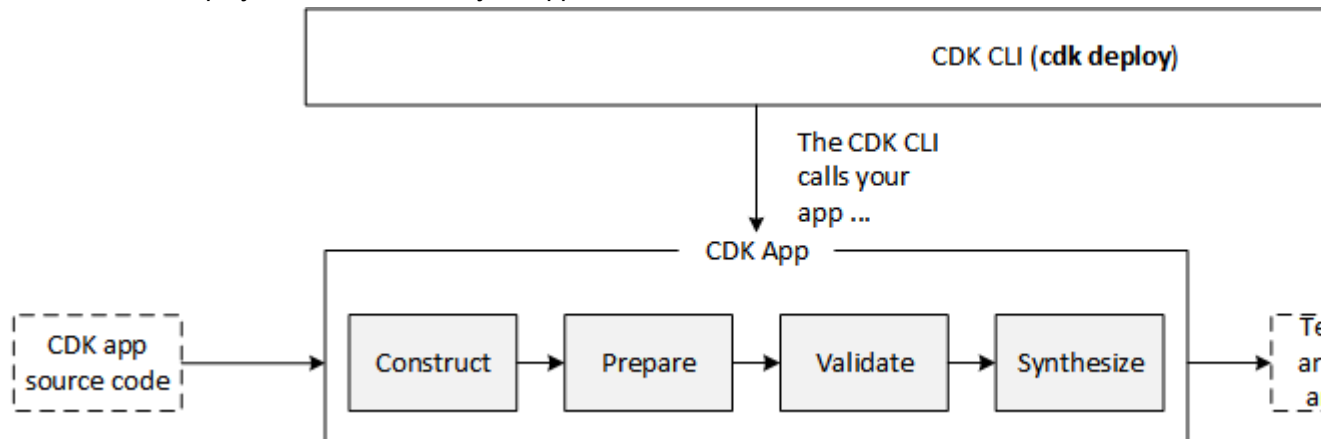 CDK CLI (cdk deploy)
The CDK CLI
calls your
app ...
CDK App
CDK app
source code
Construct
Prepare
Validate
Synthesize